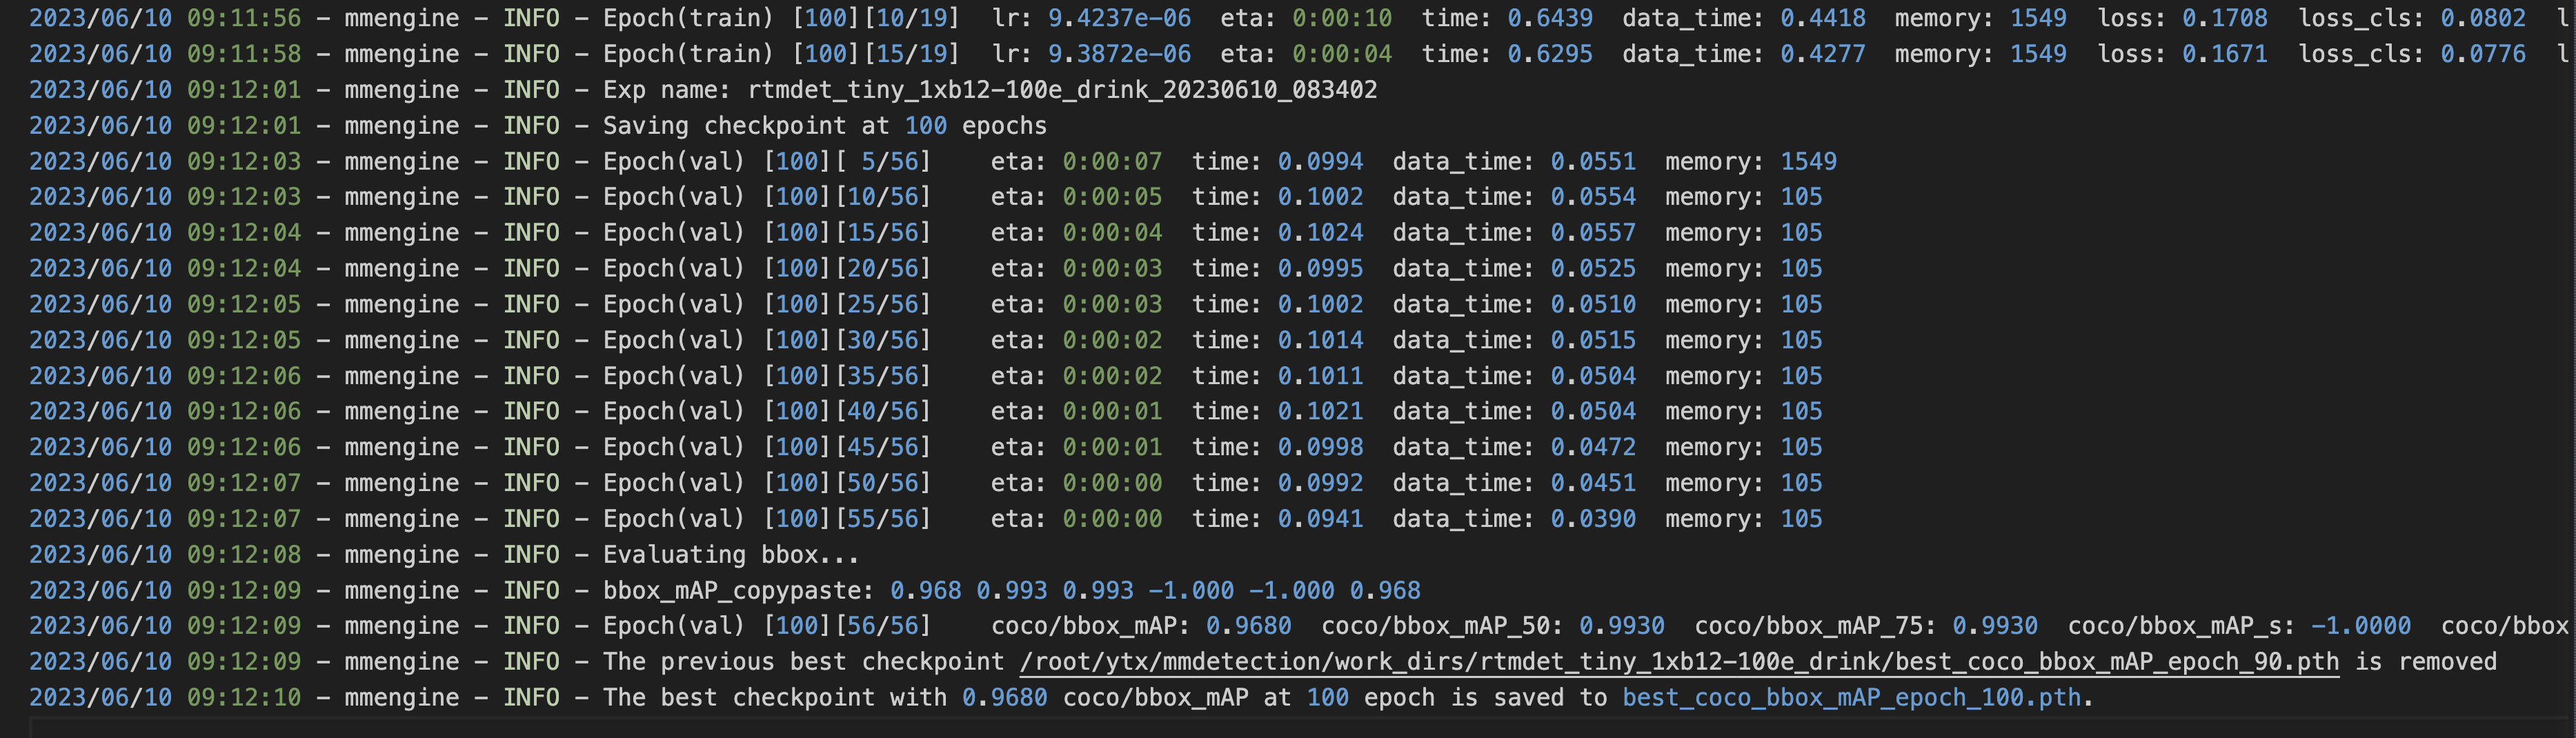 2023/06/10 09:11:56 - mmengine - INFO - Epoch(train) [100][10/19]  lr: 9.4237e-06  eta: 0:00:10  time: 0.6439  data_time: 0.4418  memory: 1549  loss: 0.1708  loss_cls: 0.0802  l
2023/06/10 09:11:58 - mmengine - INFO - Epoch(train) [100][15/19]  lr: 9.3872e-06  eta: 0:00:04  time: 0.6295  data_time: 0.4277  memory: 1549  loss: 0.1671  loss_cls: 0.0776  l
2023/06/10 09:12:01 - mmengine - INFO - Exp name: rtmdet_tiny_1xb12-100e_drink_20230610_083402
2023/06/10 09:12:01 - mmengine - INFO - Saving checkpoint at 100 epochs
2023/06/10 09:12:03 - mmengine - INFO - Epoch(val) [100][ 5/56]    eta: 0:00:07  time: 0.0994  data_time: 0.0551  memory: 1549
2023/06/10 09:12:03 - mmengine - INFO - Epoch(val) [100][10/56]    eta: 0:00:05  time: 0.1002  data_time: 0.0554  memory: 105
2023/06/10 09:12:04 - mmengine - INFO - Epoch(val) [100][15/56]    eta: 0:00:04  time: 0.1024  data_time: 0.0557  memory: 105
2023/06/10 09:12:04 - mmengine - INFO - Epoch(val) [100][20/56]    eta: 0:00:03  time: 0.0995  data_time: 0.0525  memory: 105
2023/06/10 09:12:05 - mmengine - INFO - Epoch(val) [100][25/56]    eta: 0:00:03  time: 0.1002  data_time: 0.0510  memory: 105
2023/06/10 09:12:05 - mmengine - INFO - Epoch(val) [100][30/56]    eta: 0:00:02  time: 0.1014  data_time: 0.0515  memory: 105
2023/06/10 09:12:06 - mmengine - INFO - Epoch(val) [100][35/56]    eta: 0:00:02  time: 0.1011  data_time: 0.0504  memory: 105
2023/06/10 09:12:06 - mmengine - INFO - Epoch(val) [100][40/56]    eta: 0:00:01  time: 0.1021  data_time: 0.0504  memory: 105
2023/06/10 09:12:06 - mmengine - INFO - Epoch(val) [100][45/56]    eta: 0:00:01  time: 0.0998  data_time: 0.0472  memory: 105
2023/06/10 09:12:07 - mmengine - INFO - Epoch(val) [100][50/56]    eta: 0:00:00  time: 0.0992  data_time: 0.0451  memory: 105
2023/06/10 09:12:07 - mmengine - INFO - Epoch(val) [100][55/56]    eta: 0:00:00  time: 0.0941  data_time: 0.0390  memory: 105
2023/06/10 09:12:08 - mmengine - INFO - Evaluating bbox...
2023/06/10 09:12:09 - mmengine - INFO - bbox_mAP_copypaste: 0.968 0.993 0.993 -1.000 -1.000 0.968
2023/06/10 09:12:09 - mmengine - INFO - Epoch(val) [100][56/56]    coco/bbox_mAP: 0.9680  coco/bbox_mAP_50: 0.9930  coco/bbox_mAP_75: 0.9930  coco/bbox_mAP_s: -1.0000  coco/bbox
2023/06/10 09:12:09 - mmengine - INFO - The previous best checkpoint /root/ytx/mmdetection/work_dirs/rtmdet_tiny_1xb12-100e_drink/best_coco_bbox_mAP_epoch_90.pth is removed
2023/06/10 09:12:10 - mmengine - INFO - The best checkpoint with 0.9680 coco/bbox_mAP at 100 epoch is saved to best_coco_bbox_mAP_epoch_100.pth.